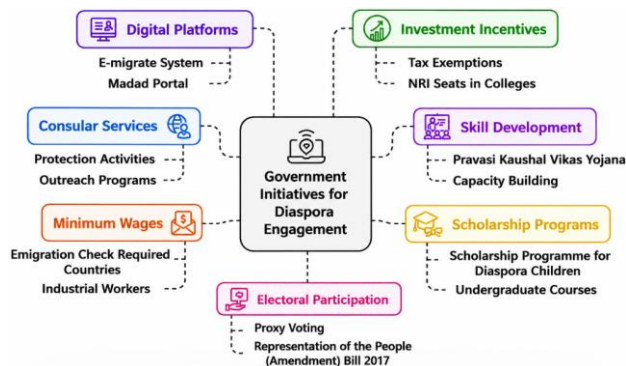 Digital Platforms
E-migrate System
Madad Portal
Investment Incentives
Tax Exemptions
NRI Seats in Colleges
Consular Services
Protection Activities
Outreach Programs
Government
Initiatives for
Diaspora
Engagement
Skill Development
Pravasi Kaushal Vikas Yojana
Capacity Building
Minimum Wages
Emigration Check Required
Countries
Industrial Workers
Scholarship Programs
Scholarship Programme for
Diaspora Children
Undergraduate Courses
Electoral Participation
Proxy Voting
Representation of the People
(Amendment) Bill 2017